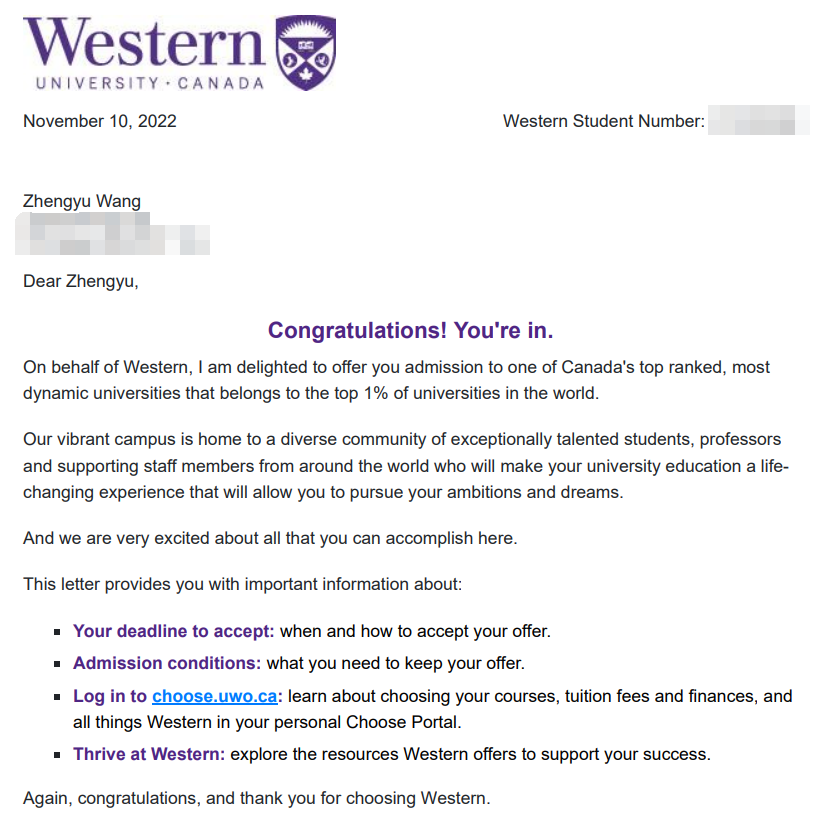 Western
UNIVERSITY · CANADA
November 10, 2022
Western Student Number:
Zhengyu Wang
Dear Zhengyu,
Congratulations! You're in.
On behalf of Western, I am delighted to offer you admission to one of Canada's top ranked, most
dynamic universities that belongs to the top 1% of universities in the world.
Our vibrant campus is home to a diverse community of exceptionally talented students, professors
and supporting staff members from around the world who will make your university education a life-
changing experience that will allow you to pursue your ambitions and dreams.
And we are very excited about all that you can accomplish here.
This letter provides you with important information about:
▪ Your deadline to accept: when and how to accept your offer.
▪ Admission conditions: what you need to keep your offer.
▪ Log in to choose.uwo.ca: learn about choosing your courses, tuition fees and finances, and
all things Western in your personal Choose Portal.
▪ Thrive at Western: explore the resources Western offers to support your success.
Again, congratulations, and thank you for choosing Western.